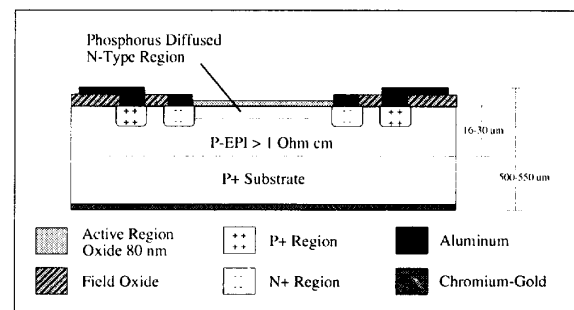 Phosphorus Diffused
N-Type Region
P-EPI > 1 Ohm cm
16-30 um
P+ Substrate
500-550 um
Active Region
Oxide 80 nm
P+ Region
Aluminum
Field Oxide
N+ Region
Chromium-Gold